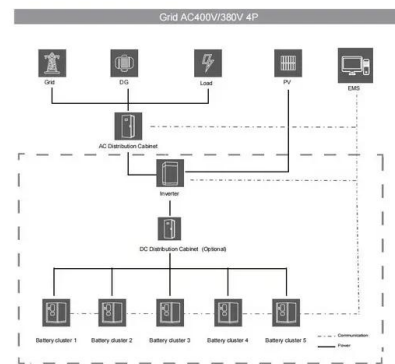 Grid AC400V/380V 4P
Grid
DG
Load
PV
EMS
AC Distribution Cabinet
Inverter
DC Distribution Cabinet (Optional)
Battery cluster 1
Battery cluster 2
Battery cluster 3
Battery cluster 4
Battery cluster 5
Communication
Power